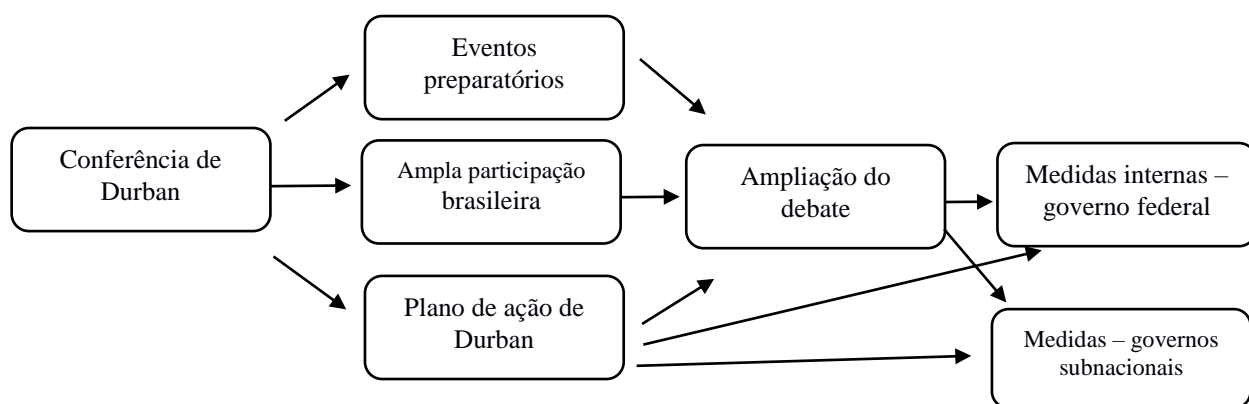 Eventos
preparatórios
Conferência de
Durban
Ampla participação
brasileira
Ampliação do
debate
Medidas internas –
governo federal
Plano de ação de
Durban
Medidas – governos
subnacionais